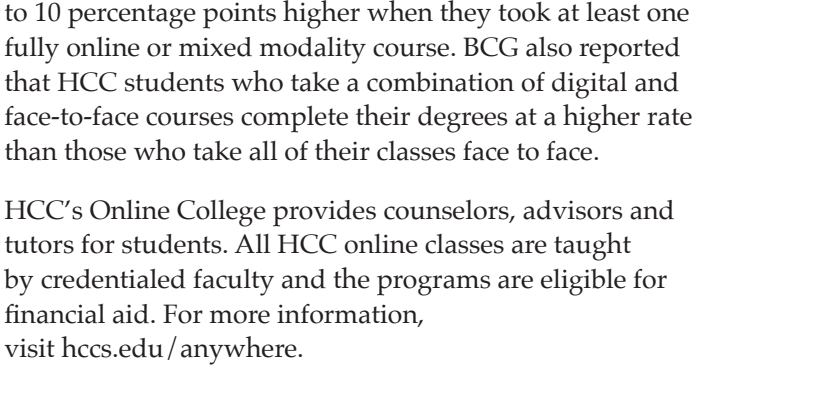 to 10 percentage points higher when they took at least one
fully online or mixed modality course. BCG also reported
that HCC students who take a combination of digital and
face-to-face courses complete their degrees at a higher rate
than those who take all of their classes face to face.
HCC’s Online College provides counselors, advisors and
tutors for students. All HCC online classes are taught
by credentialed faculty and the programs are eligible for
financial aid. For more information,
visit hccs.edu/anywhere.